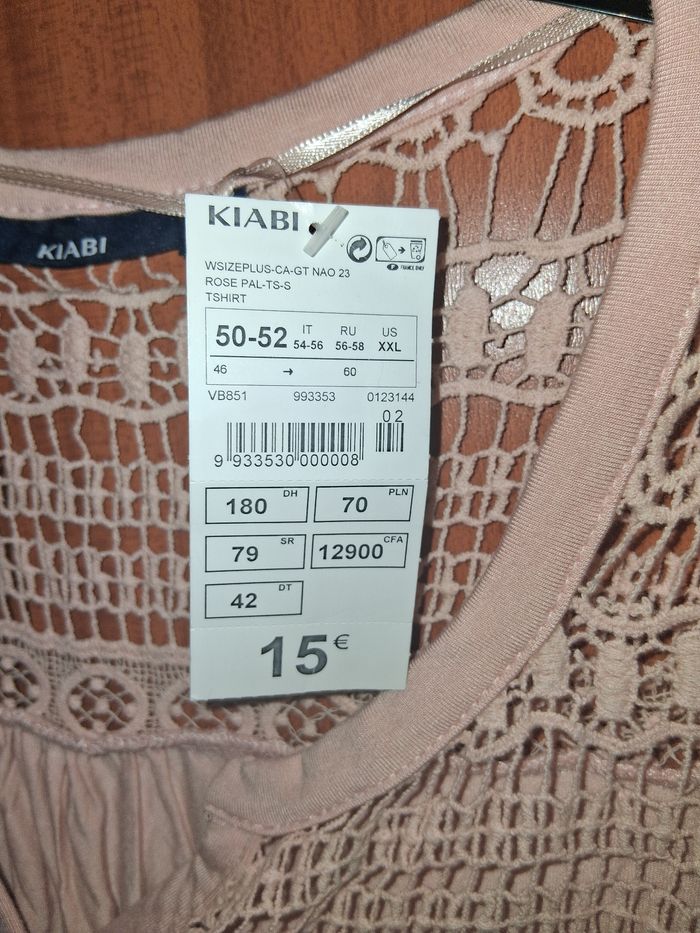 KIABI
KIABI
FRANCE ONLY
WSIZEPLUS-CA-GT NAO 23
ROSE PAL-TS-S
TSHIRT
50-52 IT 54-56 RU 56-58 US XXL
46 → 60
VB851 993353 0123144
02
9 933530 000008
180 DH 70 PLN
79 SR 12900 CFA
42 DT
15€